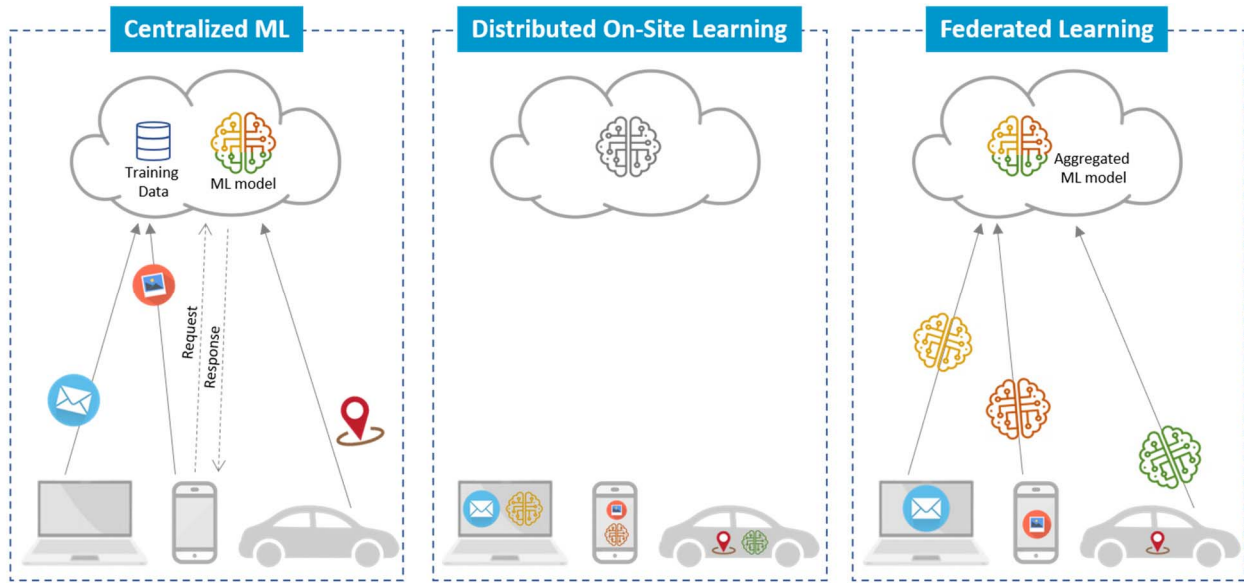 Centralized ML
Training
Data
ML model
Request
Response
Distributed On-Site Learning
Federated Learning
Aggregated
ML model